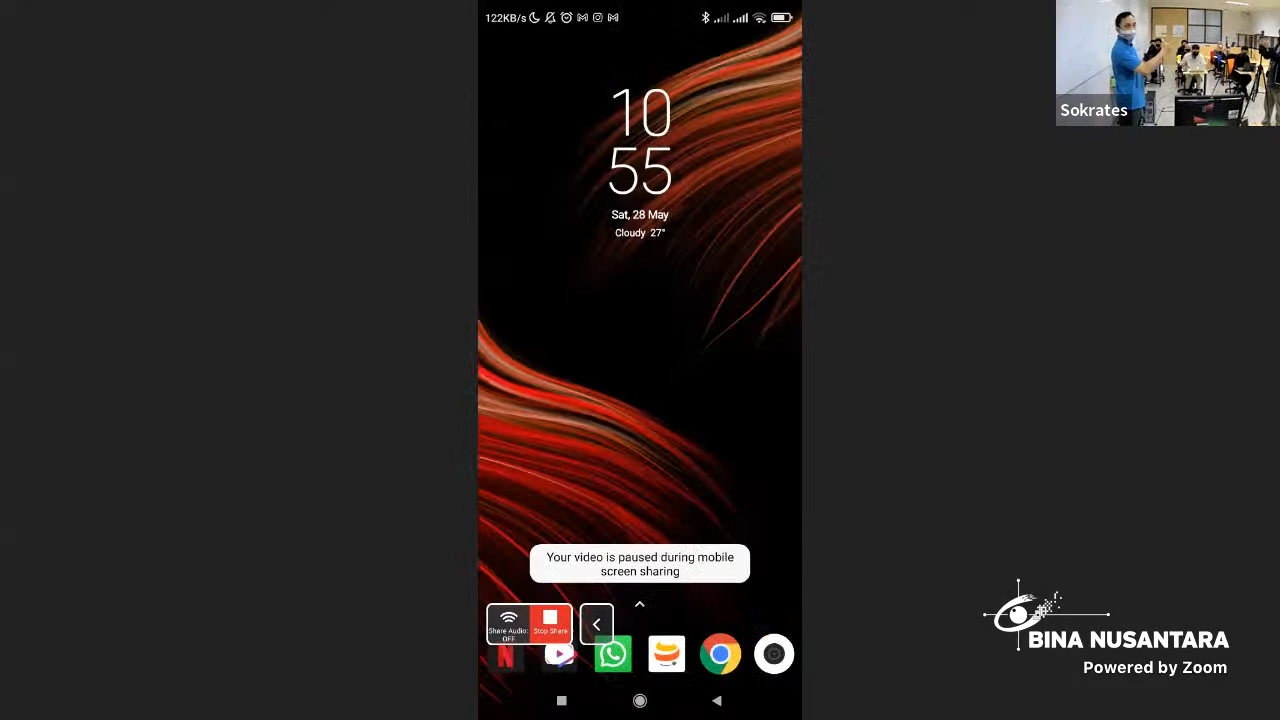 122KB/s
Sokrates
10
55
Sat, 28 May
Cloudy 27°
Your video is paused during mobile
screen sharing
Share Audio:
OFF
Stop Share
BINA NUSANTARA
Powered by Zoom